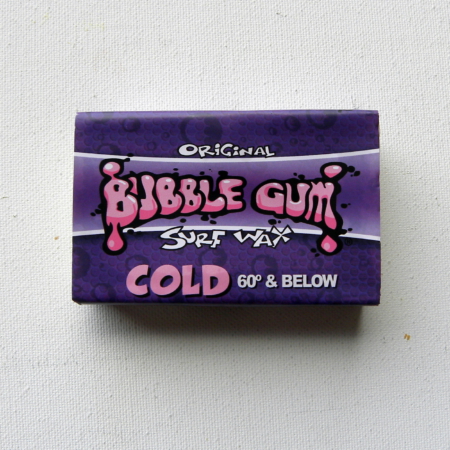 ORIGINAL
BUBBLE GUM
SURF WAX
COLD 60º & BELOW